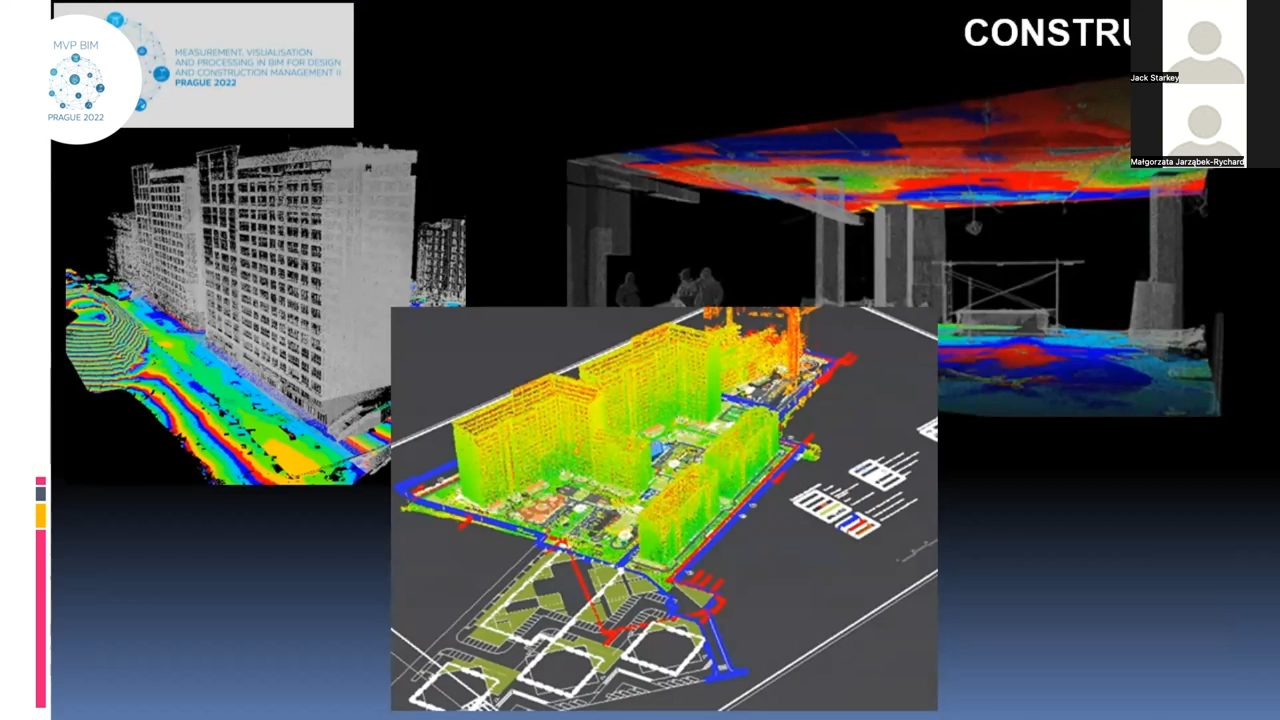 MVP BIM
PRAGUE 2022
MEASUREMENT, VISUALISATION
AND PROCESSING IN BIM FOR DESIGN
AND CONSTRUCTION MANAGEMENT II
PRAGUE 2022
CONSTRU
Jack Starkey
Małgorzata Jarząbek-Rychard